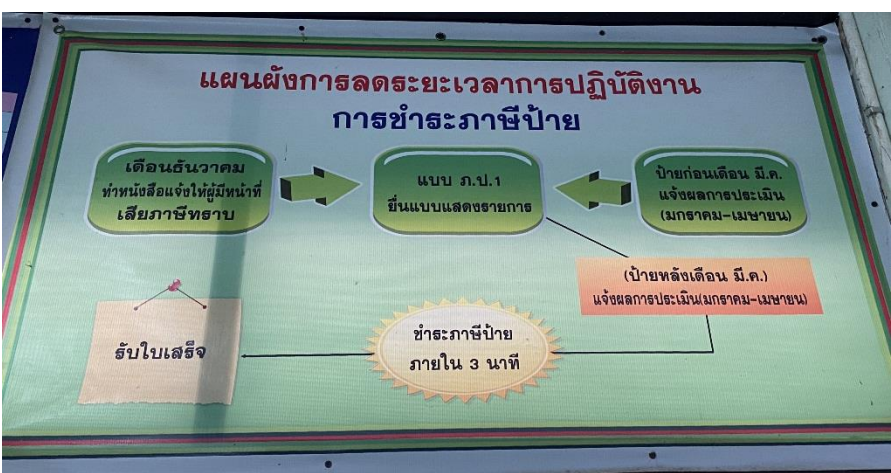 แผนผังการลดระยะเวลาการปฏิบัติงาน
การชำระภาษีป้าย
เดือนธันวาคม
ทำหนังสือแจ้งให้ผู้มีหน้าที่
เสียภาษีทราบ
แบบ ภ.ป.1
ยื่นแบบแสดงรายการ
ป้ายก่อนเดือน มี.ค.
แจ้งผลการประเมิน
(มกราคม-เมษายน)
(ป้ายหลังเดือน มี.ค.)
แจ้งผลการประเมิน(มกราคม-เมษายน)
ชำระภาษีป้าย
ภายใน 3 นาที
รับใบเสร็จ